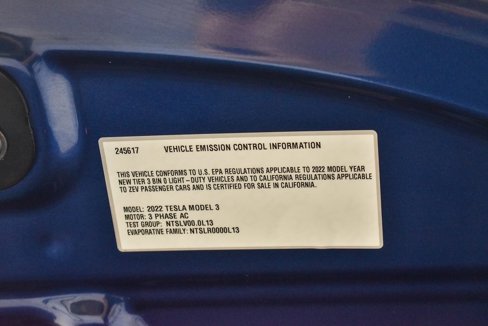 245617 VEHICLE EMISSION CONTROL INFORMATION
THIS VEHICLE CONFORMS TO U.S. EPA REGULATIONS APPLICABLE TO 2022 MODEL YEAR
NEW TIER 3 BIN 0 LIGHT-DUTY VEHICLES AND TO CALIFORNIA REGULATIONS APPLICABLE
TO ZEV PASSENGER CARS AND IS CERTIFIED FOR SALE IN CALIFORNIA.
MODEL: 2022 TESLA MODEL 3
MOTOR: 3 PHASE AC
TEST GROUP: NTSLV00.0L13
EVAPORATIVE FAMILY: NTSLR0000L13